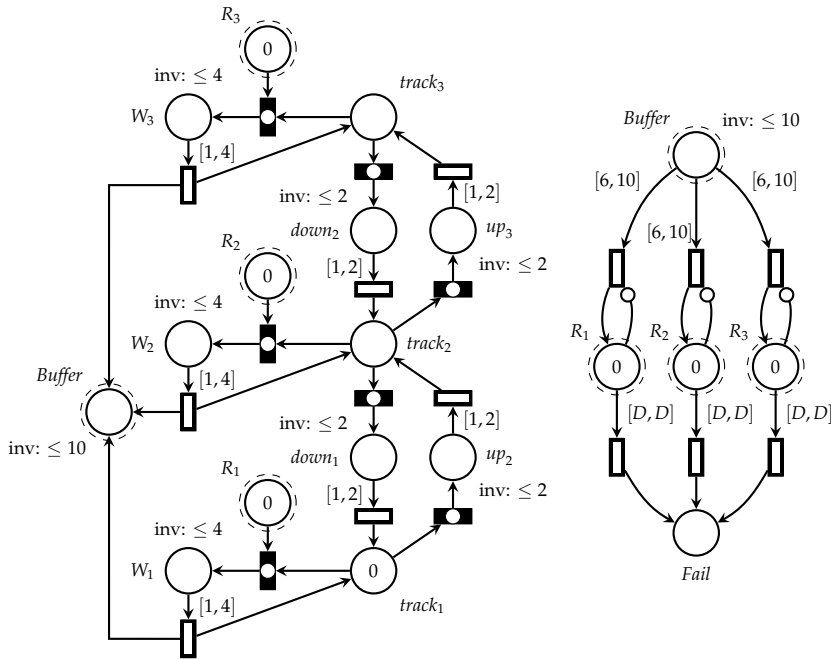 R3
0
inv: ≤ 4
track3
W3
[1, 4]
[1, 2]
inv: ≤ 2
down2
up3
R2
0
[1, 2]
inv: ≤ 2
inv: ≤ 4
W2
track2
[1, 4]
Buffer
inv: ≤ 10
[1, 2]
inv: ≤ 2
down1
up2
R1
0
[1, 2]
inv: ≤ 2
inv: ≤ 4
W1
0
[1, 4]
track1
Buffer
inv: ≤ 10
[6, 10]
[6, 10]
[6, 10]
R1
R2
R3
0
0
0
[D, D]
[D, D]
[D, D]
Fail